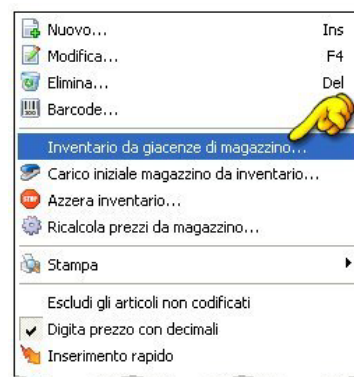 Nuovo... Ins
Modifica... F4
Elimina... Del
Barcode...
Inventario da giacenze di magazzino...
Carico iniziale magazzino da inventario...
STOP Azzera inventario...
Ricalcola prezzi da magazzino...
Stampa
Escludi gli articoli non codificati
Digita prezzo con decimali
Inserimento rapido